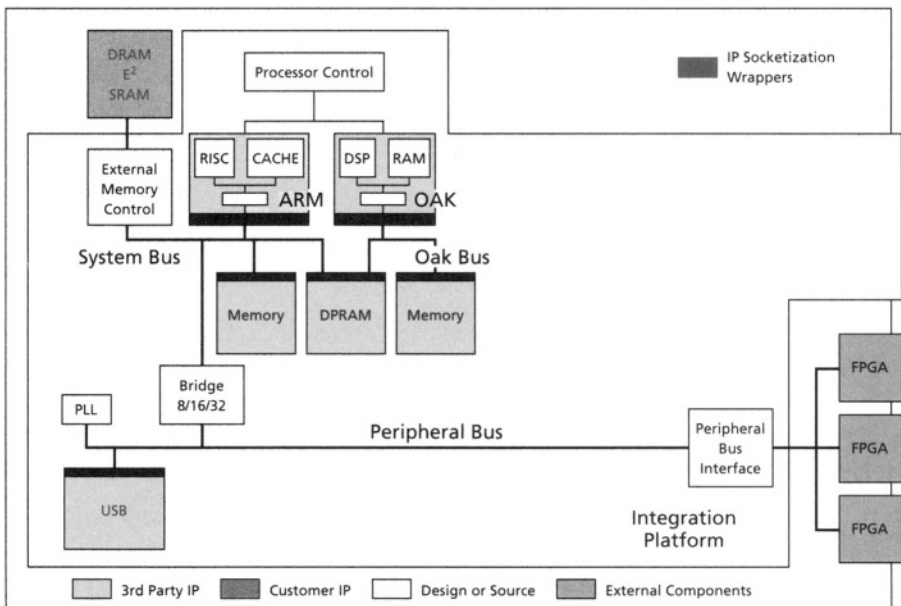 DRAM
E²
SRAM
Processor Control
IP Socketization
Wrappers
RISC
CACHE
DSP
RAM
External
Memory
Control
ARM
OAK
System Bus
Oak Bus
Memory
DPRAM
Memory
FPGA
Bridge
8/16/32
PLL
Peripheral Bus
Peripheral
Bus
Interface
FPGA
USB
Integration
Platform
FPGA
3rd Party IP
Customer IP
Design or Source
External Components